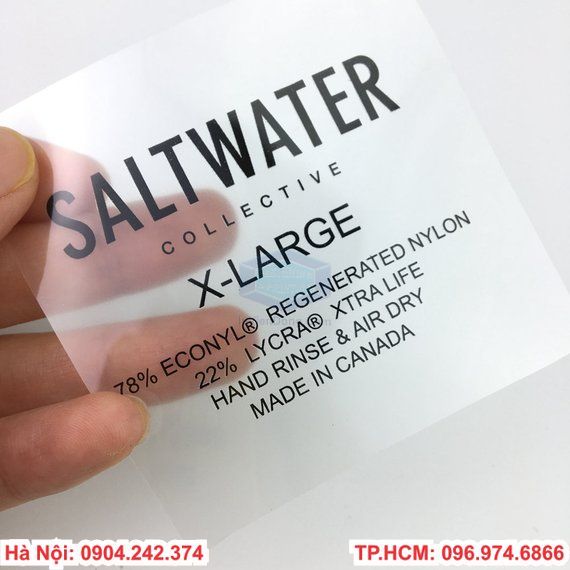 SALTWATER
COLLECTIVE
X-LARGE
78% ECONYL® REGENERATED NYLON
22% LYCRA® XTRA LIFE
HAND RINSE & AIR DRY
MADE IN CANADA
Hà Nội: 0904.242.374
TP.HCM: 096.974.6866